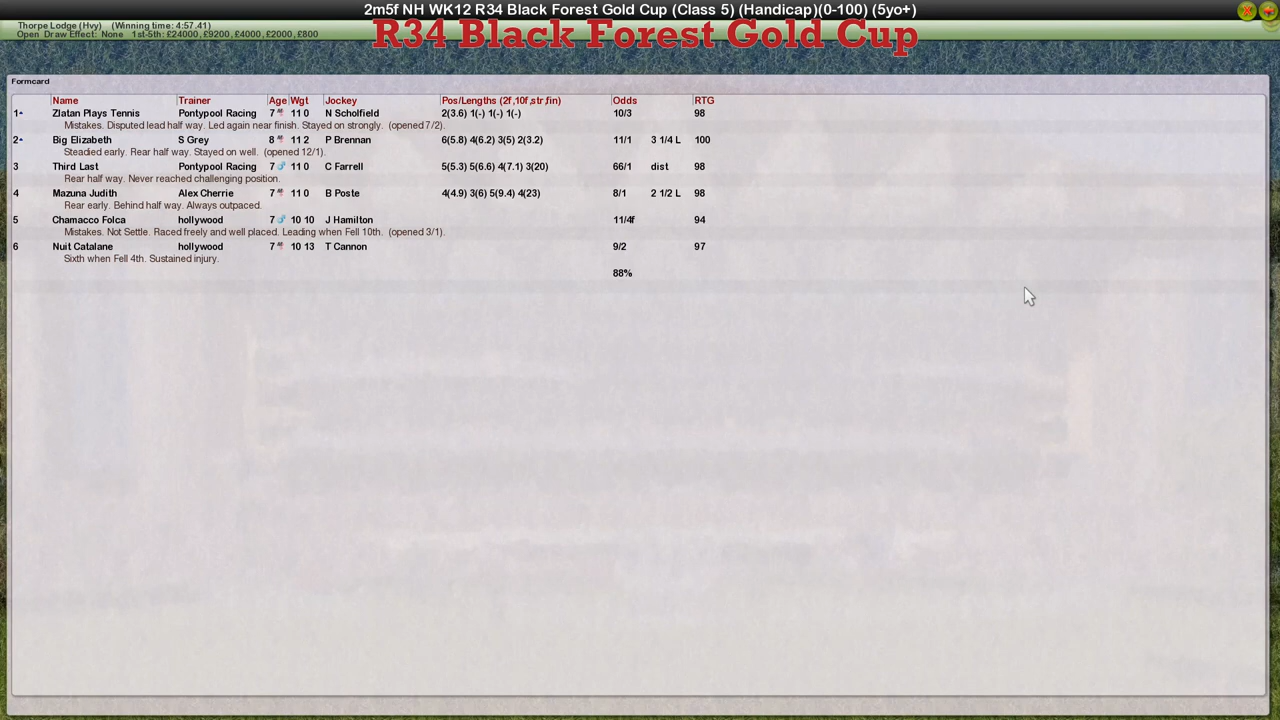 2m5f NH WK12 R34 Black Forest Gold Cup (Class 5) (Handicap)(0-100) (5yo+)
Thorpe Lodge (Hvy) (Winning time: 4:57.41)
Open Draw Effect: None 1st-5th: £24000, £9200, £4000, £2000, £800
R34 Black Forest Gold Cup
Formcard
Name Trainer Age Wgt Jockey Pos/Lengths (2f,10f,str,fin) Odds RTG
1 Zlatan Plays Tennis Pontypool Racing 7 11 0 N Scholfield 2(3.6) 1(-) 1(-) 1(-) 10/3 98
Mistakes. Disputed lead half way. Led again near finish. Stayed on strongly. (opened 7/2).
2 Big Elizabeth S Grey 8 11 2 P Brennan 6(5.8) 4(6.2) 3(5) 2(3.2) 11/1 3 1/4 L 100
Steadied early. Rear half way. Stayed on well. (opened 12/1).
3 Third Last Pontypool Racing 7 11 0 C Farrell 5(5.3) 5(6.6) 4(7.1) 3(20) 66/1 dist 98
Rear half way. Never reached challenging position.
4 Mazuna Judith Alex Cherrie 7 11 0 B Poste 4(4.9) 3(6) 5(9.4) 4(23) 8/1 2 1/2 L 98
Rear early. Behind half way. Always outpaced.
5 Chamacco Folca hollywood 7 10 10 J Hamilton 11/4f 94
Mistakes. Not Settle. Raced freely and well placed. Leading when Fell 10th. (opened 3/1).
6 Nuit Catalane hollywood 7 10 13 T Cannon 9/2 97
Sixth when Fell 4th. Sustained injury.
88%